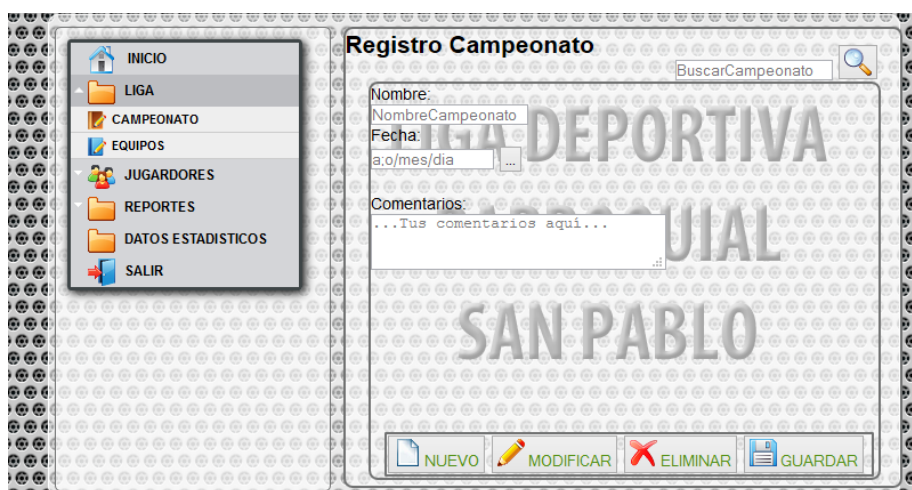 INICIO
LIGA
CAMPEONATO
EQUIPOS
JUGARDORES
REPORTES
DATOS ESTADISTICOS
SALIR
Registro Campeonato
BuscarCampeonato
Nombre:
NombreCampeonato
Fecha:
a;o/mes/dia
...
Comentarios:
...Tus comentarios aquí...
LIGA DEPORTIVA
SAN PABLO
NUEVO
MODIFICAR
ELIMINAR
GUARDAR